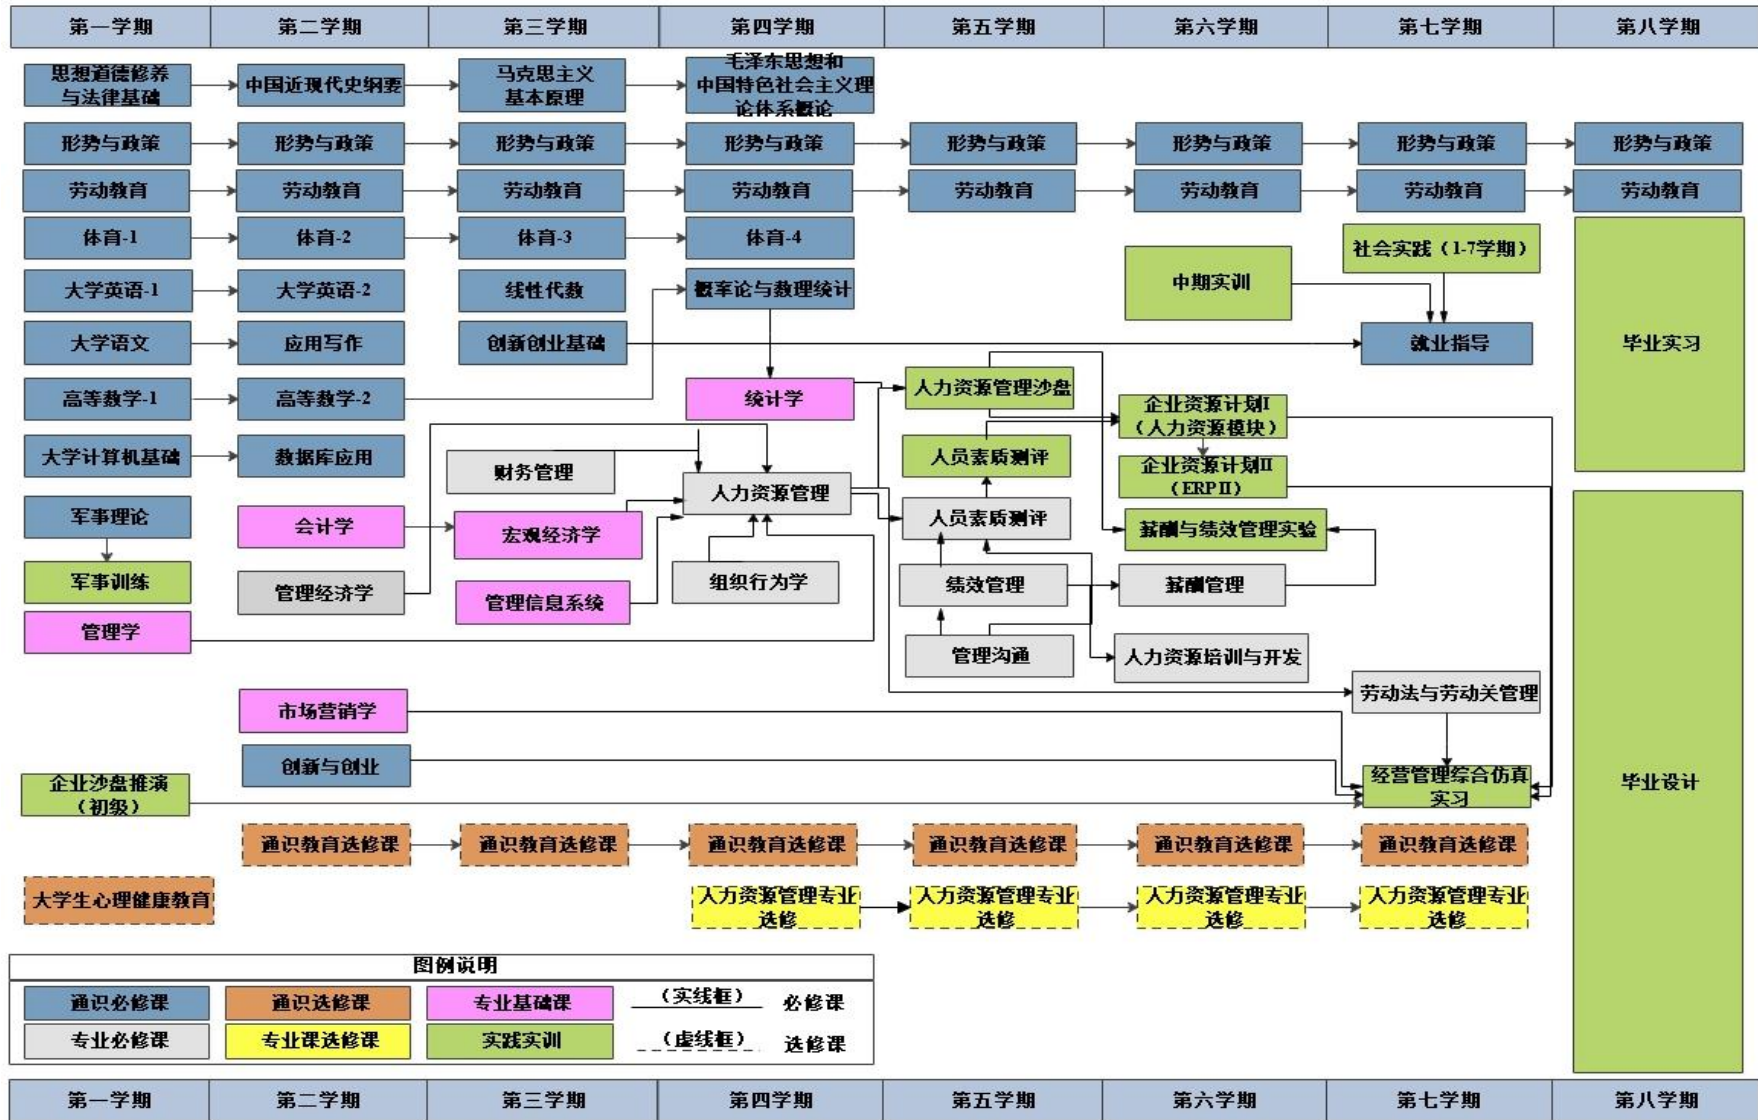 第一学期 第二学期 第三学期 第四学期 第五学期 第六学期 第七学期 第八学期
思想道德修养
与法律基础
中国近现代史纲要
马克思主义
基本原理
毛泽东思想和
中国特色社会主义理
论体系概论
形势与政策 形势与政策 形势与政策 形势与政策 形势与政策 形势与政策 形势与政策 形势与政策
劳动教育 劳动教育 劳动教育 劳动教育 劳动教育 劳动教育 劳动教育 劳动教育
体育-1 体育-2 体育-3 体育-4
社会实践（1-7学期）
中期实训
大学英语-1 大学英语-2 线性代数 概率论与数理统计
大学语文 应用写作 创新创业基础 就业指导 毕业实习
高等数学-1 高等数学-2 统计学 人力资源管理沙盘
企业资源计划I
（人力资源模块）
大学计算机基础 数据库应用 财务管理 人员素质测评
企业资源计划II
（ERP II）
人力资源管理
军事理论 会计学 宏观经济学 人员素质测评 薪酬与绩效管理实验
军事训练 管理经济学 管理信息系统 组织行为学 绩效管理 薪酬管理
管理学 管理沟通 人力资源培训与开发
劳动法与劳动关管理
市场营销学
创新与创业
企业沙盘推演
（初级）
经营管理综合仿真
实习
毕业设计
通识教育选修课 通识教育选修课 通识教育选修课 通识教育选修课 通识教育选修课 通识教育选修课
大学生心理健康教育
人力资源管理专业
选修
人力资源管理专业
选修
人力资源管理专业
选修
人力资源管理专业
选修
图例说明
通识必修课 通识选修课 专业基础课 （实线框） 必修课
专业必修课 专业课选修课 实践实训 （虚线框） 选修课
第一学期 第二学期 第三学期 第四学期 第五学期 第六学期 第七学期 第八学期